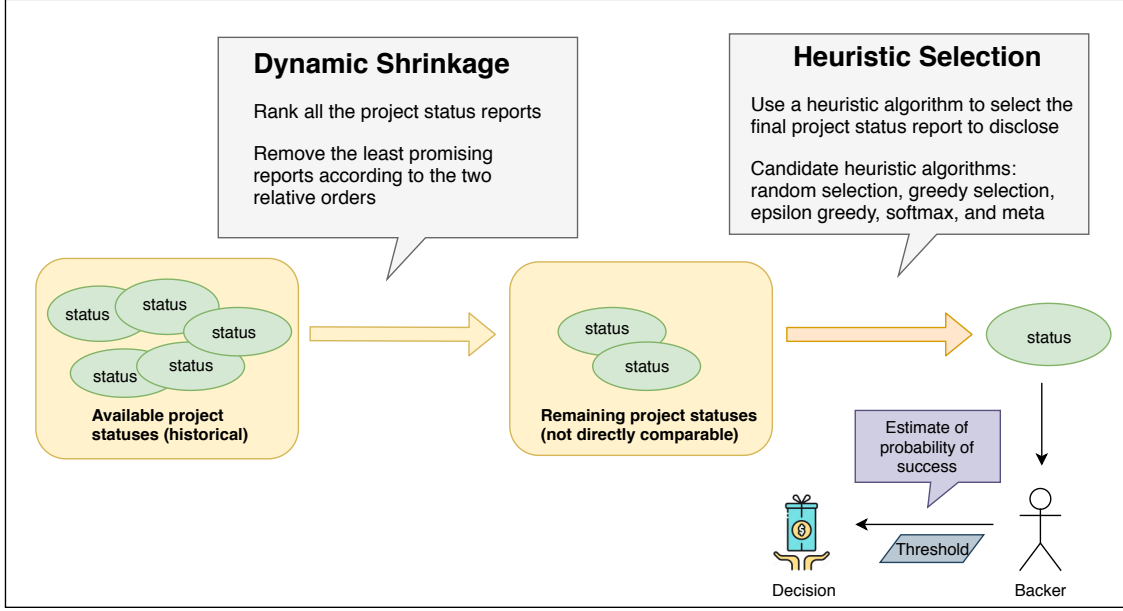 Dynamic Shrinkage
Rank all the project status reports
Remove the least promising
reports according to the two
relative orders
Heuristic Selection
Use a heuristic algorithm to select the
final project status report to disclose
Candidate heuristic algorithms:
random selection, greedy selection,
epsilon greedy, softmax, and meta
status
status
status
status
status
Available project
statuses (historical)
status
status
Remaining project statuses
(not directly comparable)
status
Estimate of
probability of
success
$
Threshold
Decision
Backer